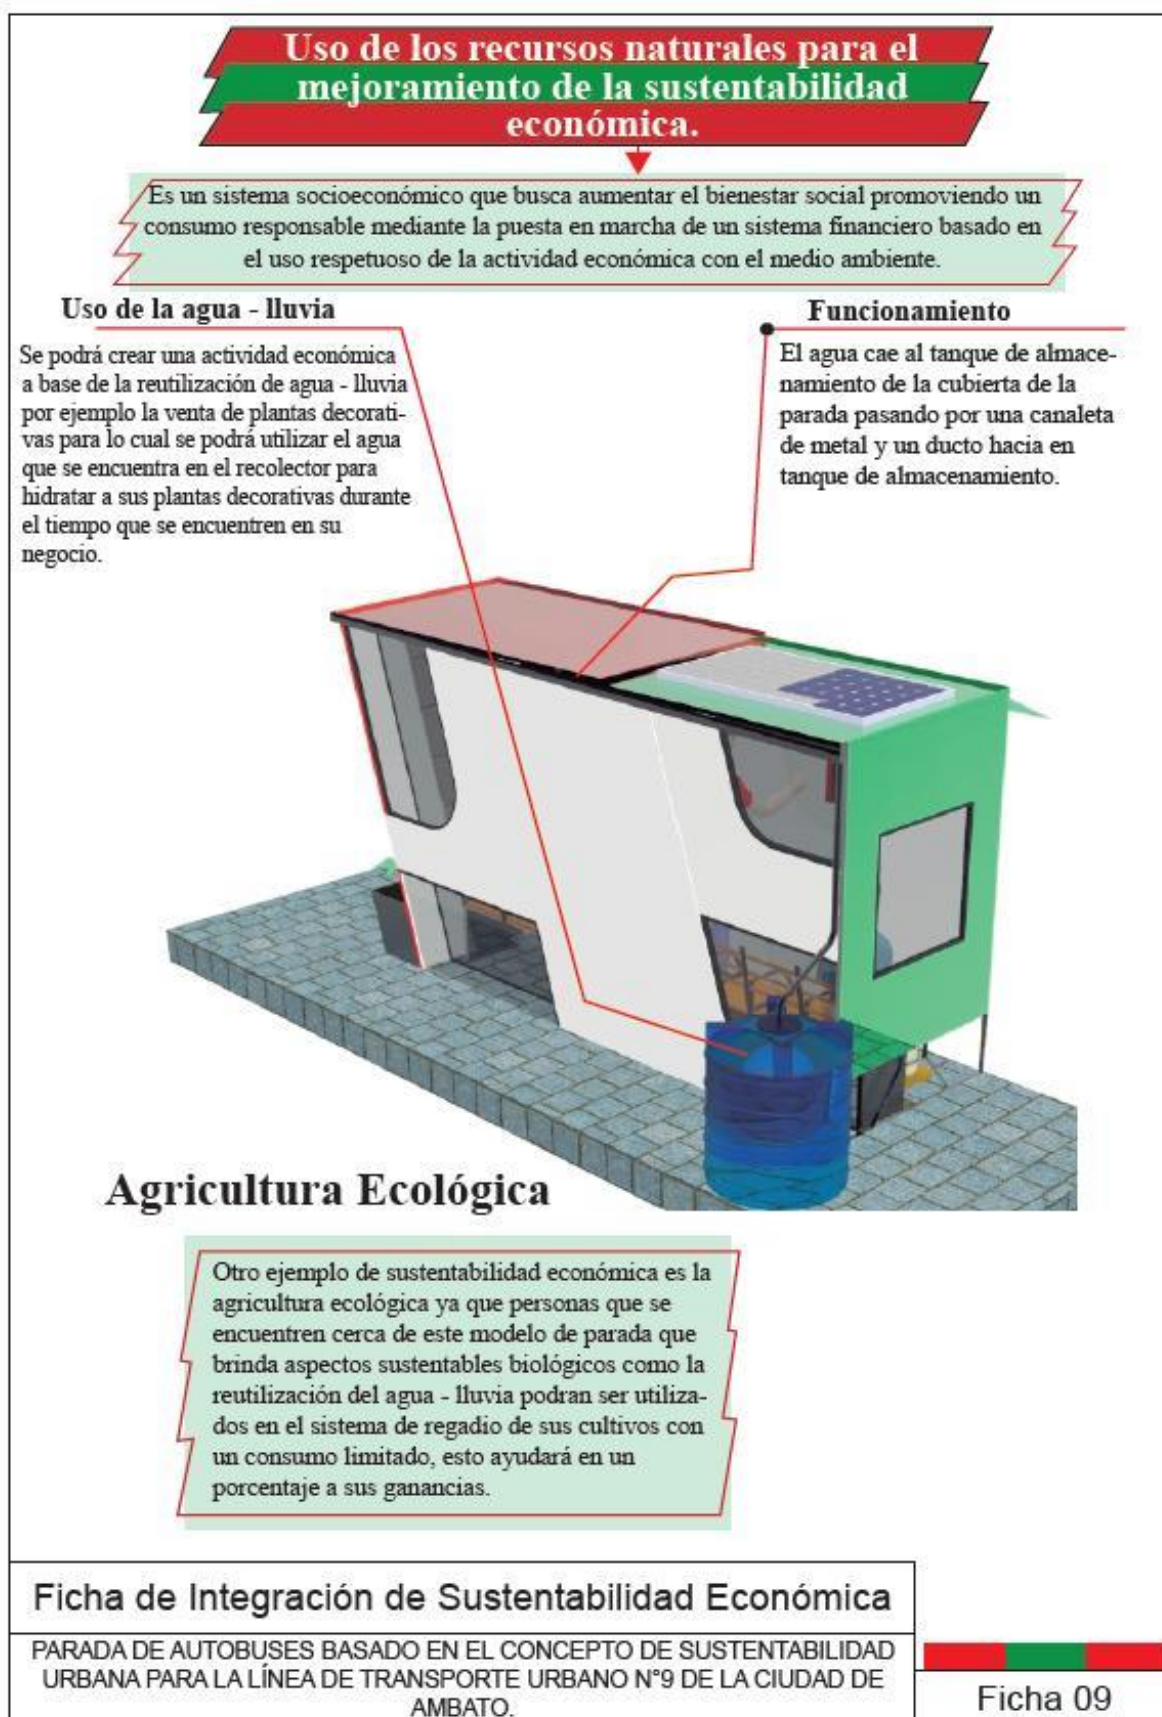 Uso de los recursos naturales para el
mejoramiento de la sustentabilidad
económica.
Es un sistema socioeconómico que busca aumentar el bienestar social promoviendo un
consumo responsable mediante la puesta en marcha de un sistema financiero basado en
el uso respetuoso de la actividad económica con el medio ambiente.
Uso de la agua - lluvia
Se podrá crear una actividad económica
a base de la reutilización de agua - lluvia
por ejemplo la venta de plantas decorati-
vas para lo cual se podrá utilizar el agua
que se encuentra en el recolector para
hidratar a sus plantas decorativas durante
el tiempo que se encuentren en su
negocio.
Funcionamiento
El agua cae al tanque de almace-
namiento de la cubierta de la
parada pasando por una canaleta
de metal y un ducto hacia en
tanque de almacenamiento.
Agricultura Ecológica
Otro ejemplo de sustentabilidad económica es la
agricultura ecológica ya que personas que se
encuentren cerca de este modelo de parada que
brinda aspectos sustentables biológicos como la
reutilización del agua - lluvia podran ser utiliza-
dos en el sistema de regadio de sus cultivos con
un consumo limitado, esto ayudará en un
porcentaje a sus ganancias.
Ficha de Integración de Sustentabilidad Económica
PARADA DE AUTOBUSES BASADO EN EL CONCEPTO DE SUSTENTABILIDAD
URBANA PARA LA LÍNEA DE TRANSPORTE URBANO N°9 DE LA CIUDAD DE
AMBATO.
Ficha 09